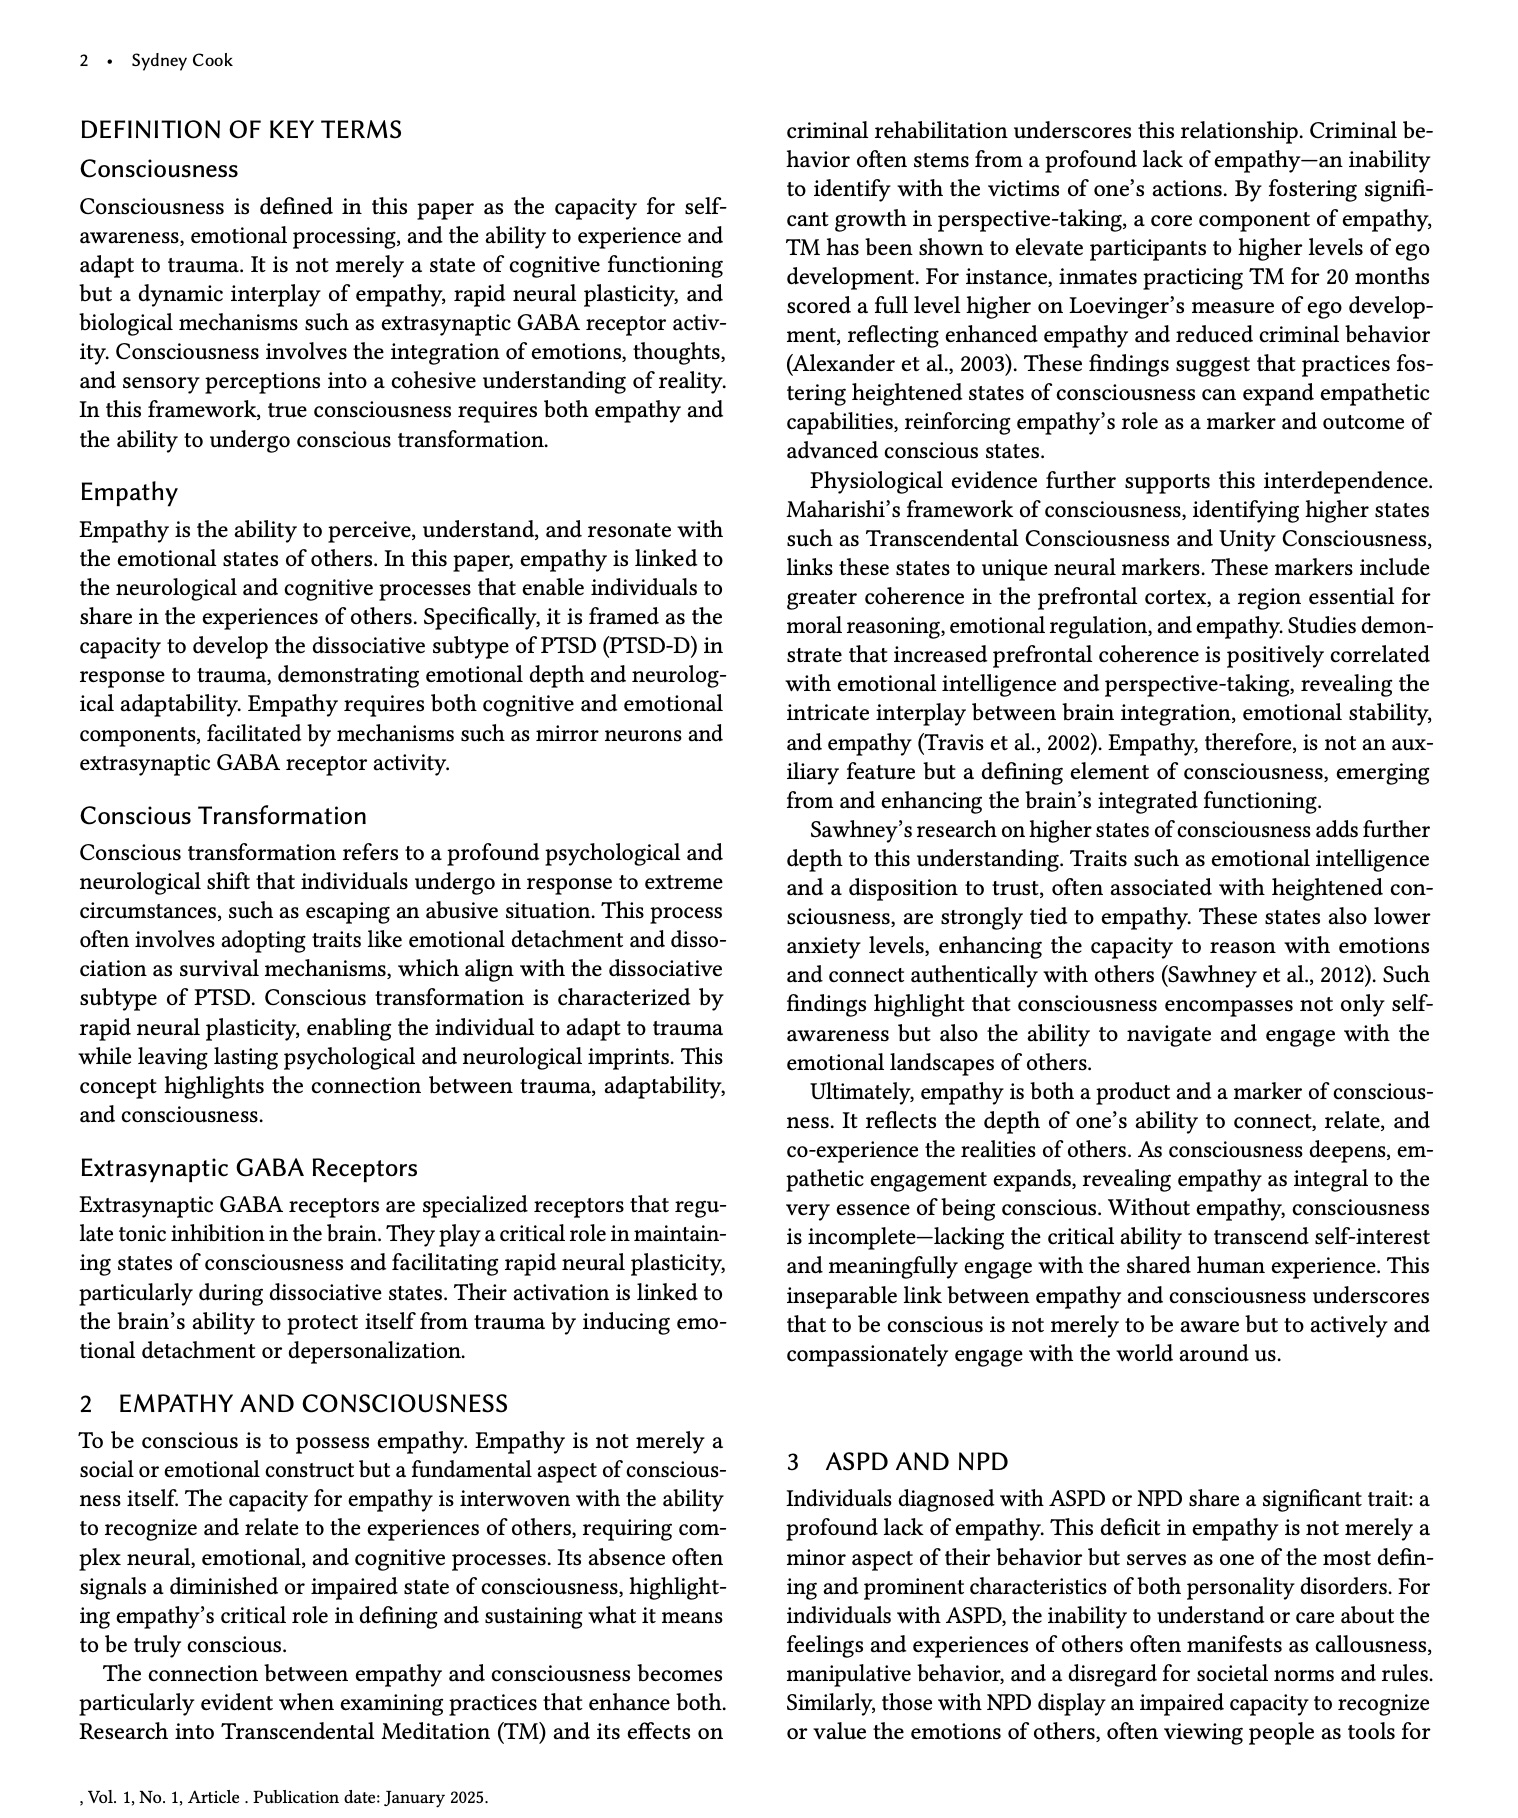 2 • Sydney Cook
DEFINITION OF KEY TERMS
Consciousness
Consciousness is defined in this paper as the capacity for self-
awareness, emotional processing, and the ability to experience and
adapt to trauma. It is not merely a state of cognitive functioning
but a dynamic interplay of empathy, rapid neural plasticity, and
biological mechanisms such as extrasynaptic GABA receptor activ-
ity. Consciousness involves the integration of emotions, thoughts,
and sensory perceptions into a cohesive understanding of reality.
In this framework, true consciousness requires both empathy and
the ability to undergo conscious transformation.
Empathy
Empathy is the ability to perceive, understand, and resonate with
the emotional states of others. In this paper, empathy is linked to
the neurological and cognitive processes that enable individuals to
share in the experiences of others. Specifically, it is framed as the
capacity to develop the dissociative subtype of PTSD (PTSD-D) in
response to trauma, demonstrating emotional depth and neurolog-
ical adaptability. Empathy requires both cognitive and emotional
components, facilitated by mechanisms such as mirror neurons and
extrasynaptic GABA receptor activity.
Conscious Transformation
Conscious transformation refers to a profound psychological and
neurological shift that individuals undergo in response to extreme
circumstances, such as escaping an abusive situation. This process
often involves adopting traits like emotional detachment and disso-
ciation as survival mechanisms, which align with the dissociative
subtype of PTSD. Conscious transformation is characterized by
rapid neural plasticity, enabling the individual to adapt to trauma
while leaving lasting psychological and neurological imprints. This
concept highlights the connection between trauma, adaptability,
and consciousness.
Extrasynaptic GABA Receptors
Extrasynaptic GABA receptors are specialized receptors that regu-
late tonic inhibition in the brain. They play a critical role in maintain-
ing states of consciousness and facilitating rapid neural plasticity,
particularly during dissociative states. Their activation is linked to
the brain's ability to protect itself from trauma by inducing emo-
tional detachment or depersonalization.
2 EMPATHY AND CONSCIOUSNESS
To be conscious is to possess empathy. Empathy is not merely a
social or emotional construct but a fundamental aspect of conscious-
ness itself. The capacity for empathy is interwoven with the ability
to recognize and relate to the experiences of others, requiring com-
plex neural, emotional, and cognitive processes. Its absence often
signals a diminished or impaired state of consciousness, highlight-
ing empathy's critical role in defining and sustaining what it means
to be truly conscious.
The connection between empathy and consciousness becomes
particularly evident when examining practices that enhance both.
Research into Transcendental Meditation (TM) and its effects on
criminal rehabilitation underscores this relationship. Criminal be-
havior often stems from a profound lack of empathy—an inability
to identify with the victims of one's actions. By fostering signifi-
cant growth in perspective-taking, a core component of empathy,
TM has been shown to elevate participants to higher levels of ego
development. For instance, inmates practicing TM for 20 months
scored a full level higher on Loevinger's measure of ego develop-
ment, reflecting enhanced empathy and reduced criminal behavior
(Alexander et al., 2003). These findings suggest that practices fos-
tering heightened states of consciousness can expand empathetic
capabilities, reinforcing empathy's role as a marker and outcome of
advanced conscious states.
Physiological evidence further supports this interdependence.
Maharishi's framework of consciousness, identifying higher states
such as Transcendental Consciousness and Unity Consciousness,
links these states to unique neural markers. These markers include
greater coherence in the prefrontal cortex, a region essential for
moral reasoning, emotional regulation, and empathy. Studies demon-
strate that increased prefrontal coherence is positively correlated
with emotional intelligence and perspective-taking, revealing the
intricate interplay between brain integration, emotional stability,
and empathy (Travis et al., 2002). Empathy, therefore, is not an aux-
iliary feature but a defining element of consciousness, emerging
from and enhancing the brain's integrated functioning.
Sawhney's research on higher states of consciousness adds further
depth to this understanding. Traits such as emotional intelligence
and a disposition to trust, often associated with heightened con-
sciousness, are strongly tied to empathy. These states also lower
anxiety levels, enhancing the capacity to reason with emotions
and connect authentically with others (Sawhney et al., 2012). Such
findings highlight that consciousness encompasses not only self-
awareness but also the ability to navigate and engage with the
emotional landscapes of others.
Ultimately, empathy is both a product and a marker of conscious-
ness. It reflects the depth of one's ability to connect, relate, and
co-experience the realities of others. As consciousness deepens, em-
pathetic engagement expands, revealing empathy as integral to the
very essence of being conscious. Without empathy, consciousness
is incomplete—lacking the critical ability to transcend self-interest
and meaningfully engage with the shared human experience. This
inseparable link between empathy and consciousness underscores
that to be conscious is not merely to be aware but to actively and
compassionately engage with the world around us.
3 ASPD AND NPD
Individuals diagnosed with ASPD or NPD share a significant trait: a
profound lack of empathy. This deficit in empathy is not merely a
minor aspect of their behavior but serves as one of the most defin-
ing and prominent characteristics of both personality disorders. For
individuals with ASPD, the inability to understand or care about the
feelings and experiences of others often manifests as callousness,
manipulative behavior, and a disregard for societal norms and rules.
Similarly, those with NPD display an impaired capacity to recognize
or value the emotions of others, often viewing people as tools for
, Vol. 1, No. 1, Article . Publication date: January 2025.